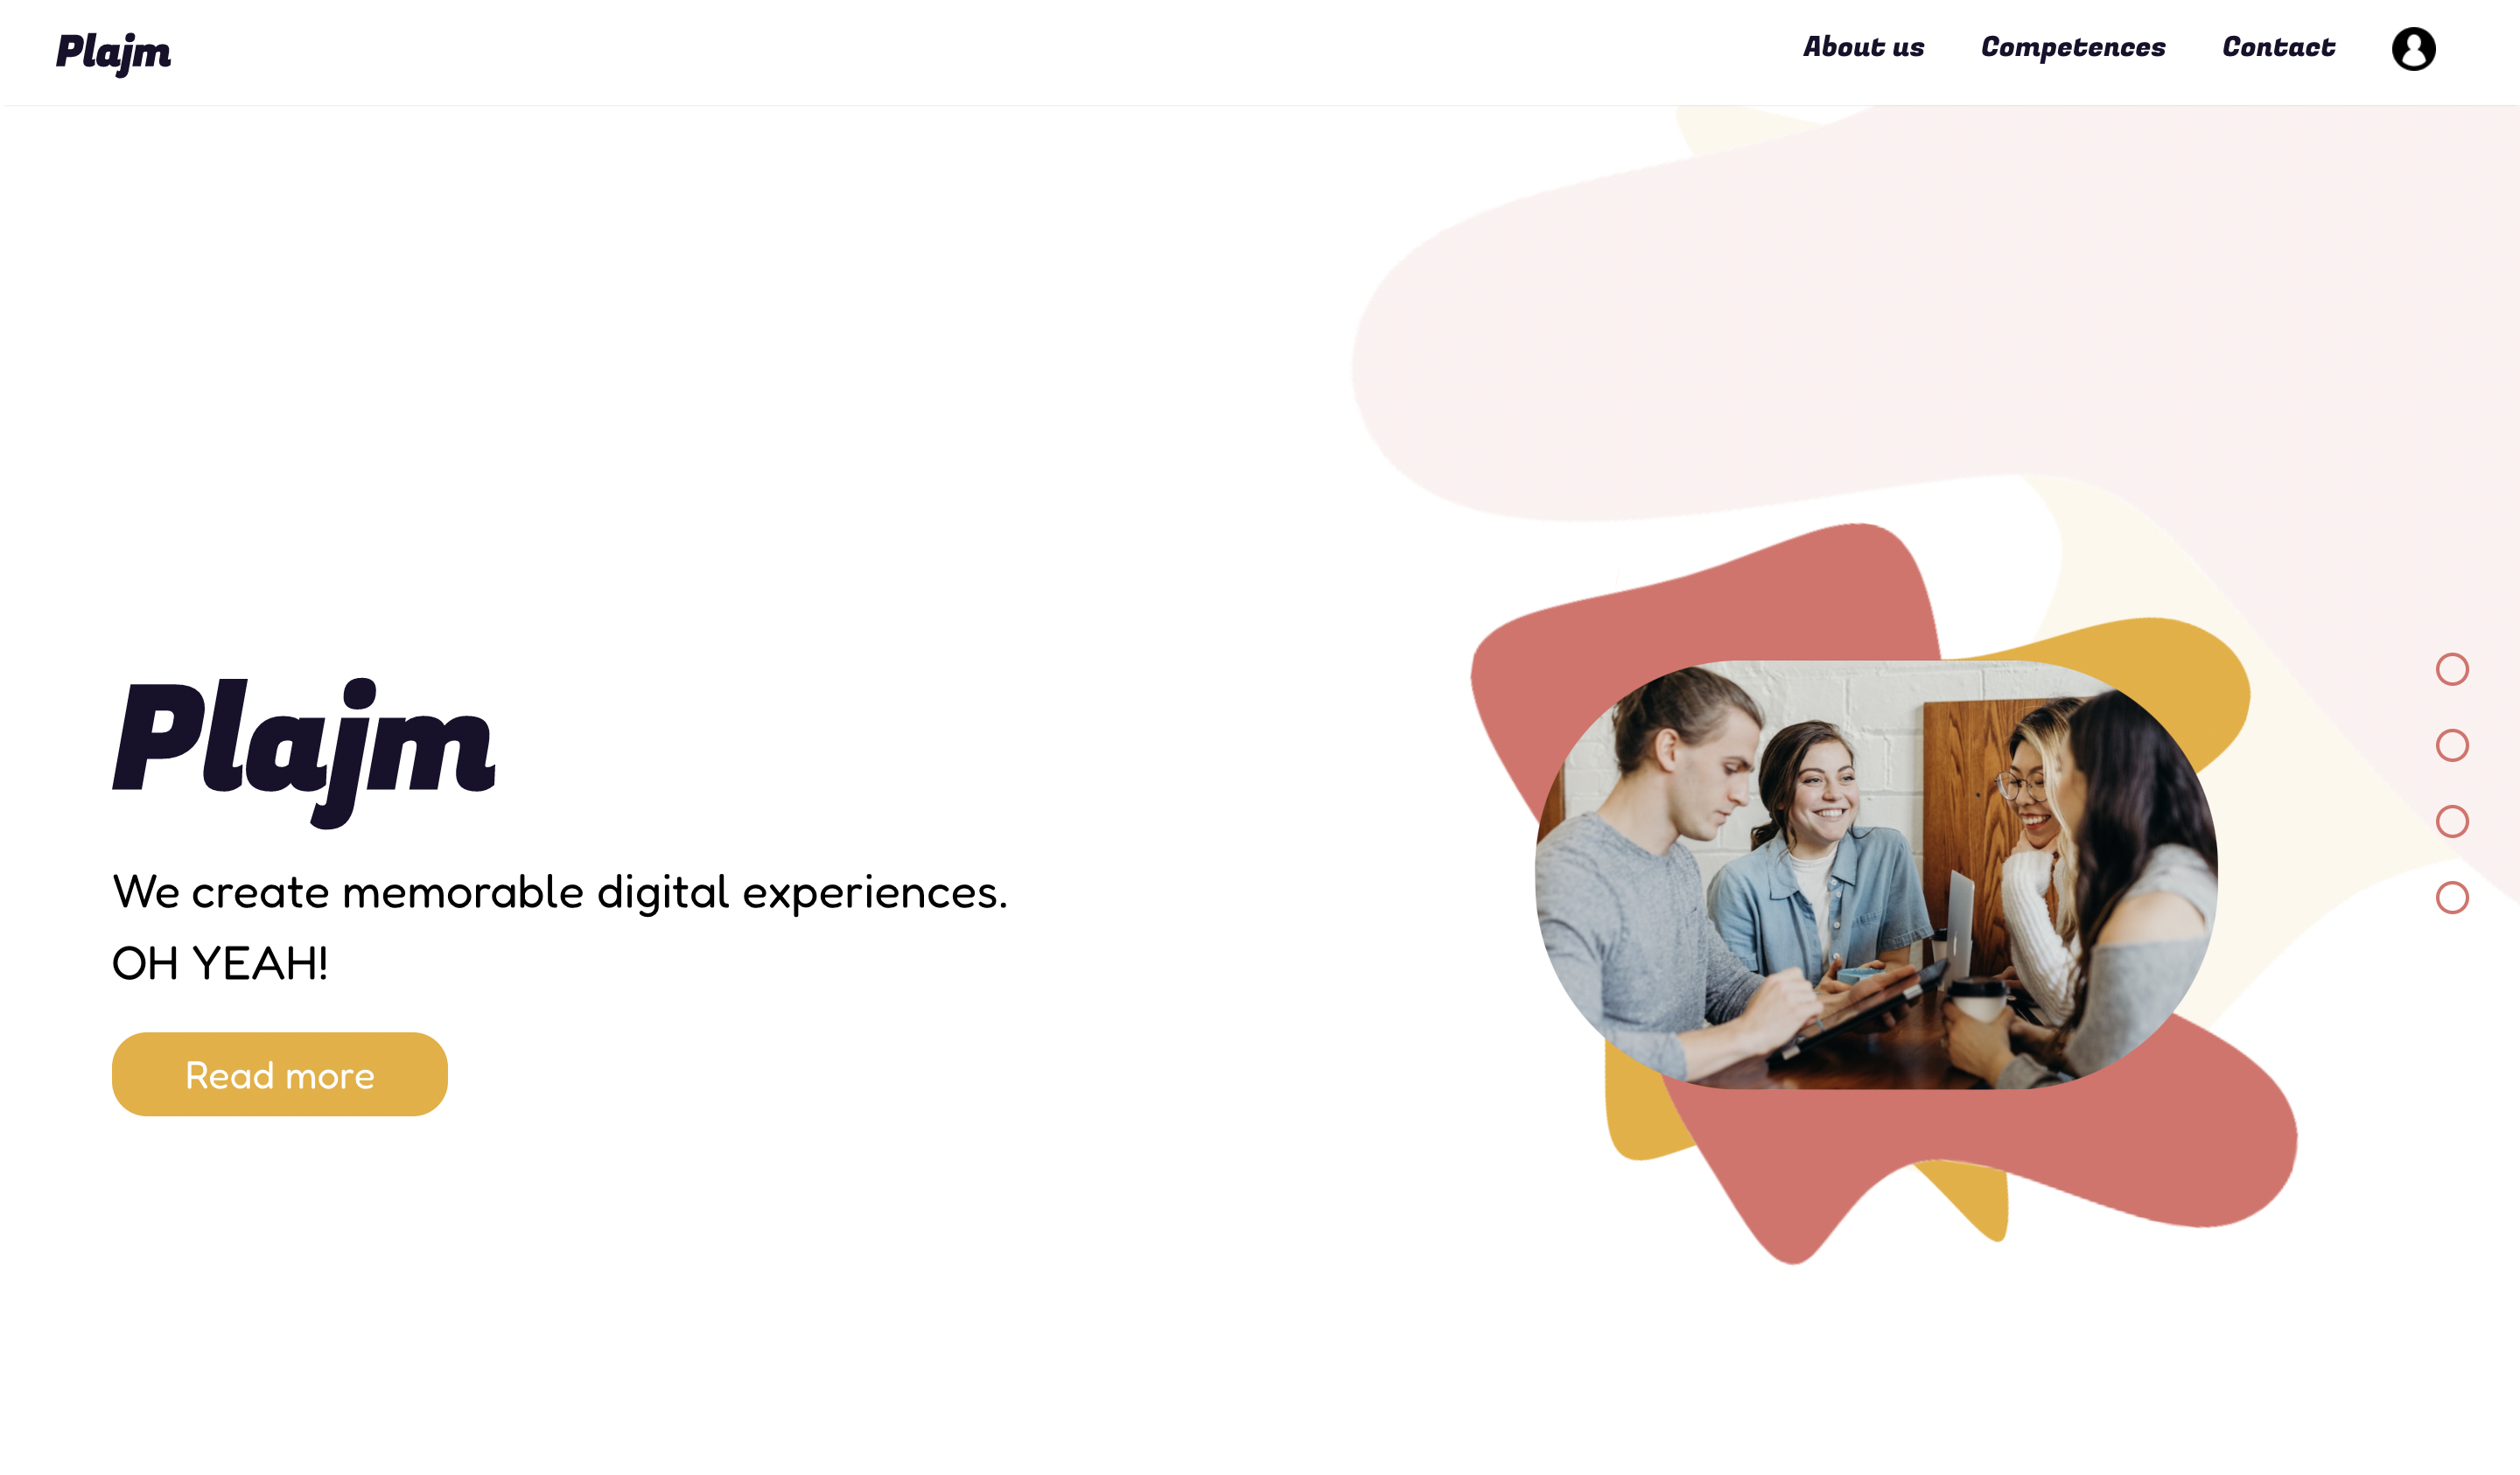 Plajm
About us
Competences
Contact
Plajm
We create memorable digital experiences.
OH YEAH!
Read more